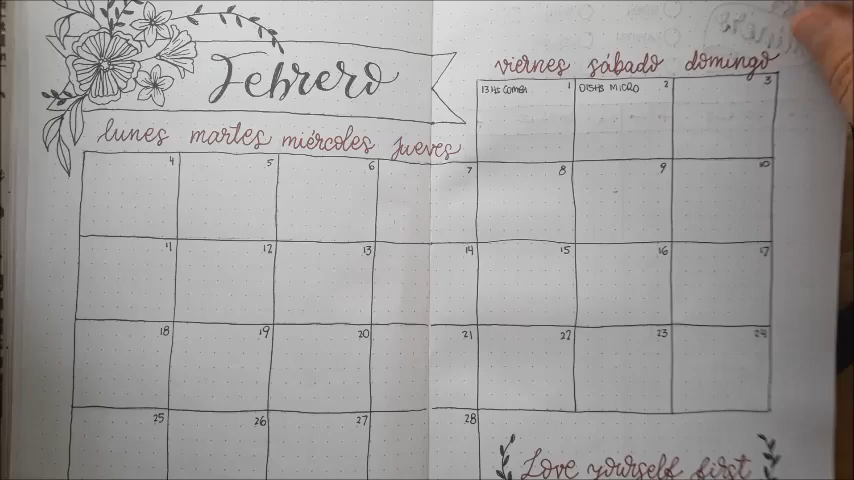 Febrero
lunes martes miércoles jueves viernes sábado domingo
13 Hs Comer 1 015Hs MICRO 2 3
4 5 6 7 8 9 10
11 12 13 14 15 16 17
18 19 20 21 22 23 24
25 26 27 28
Love yourself first